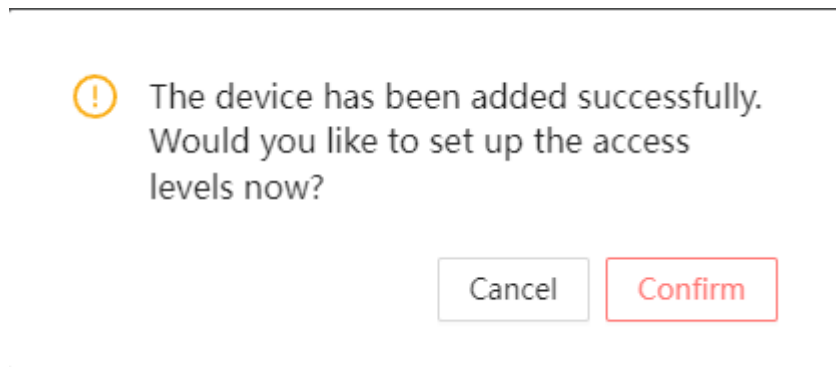 The device has been added successfully.
Would you like to set up the access
levels now?
Cancel Confirm